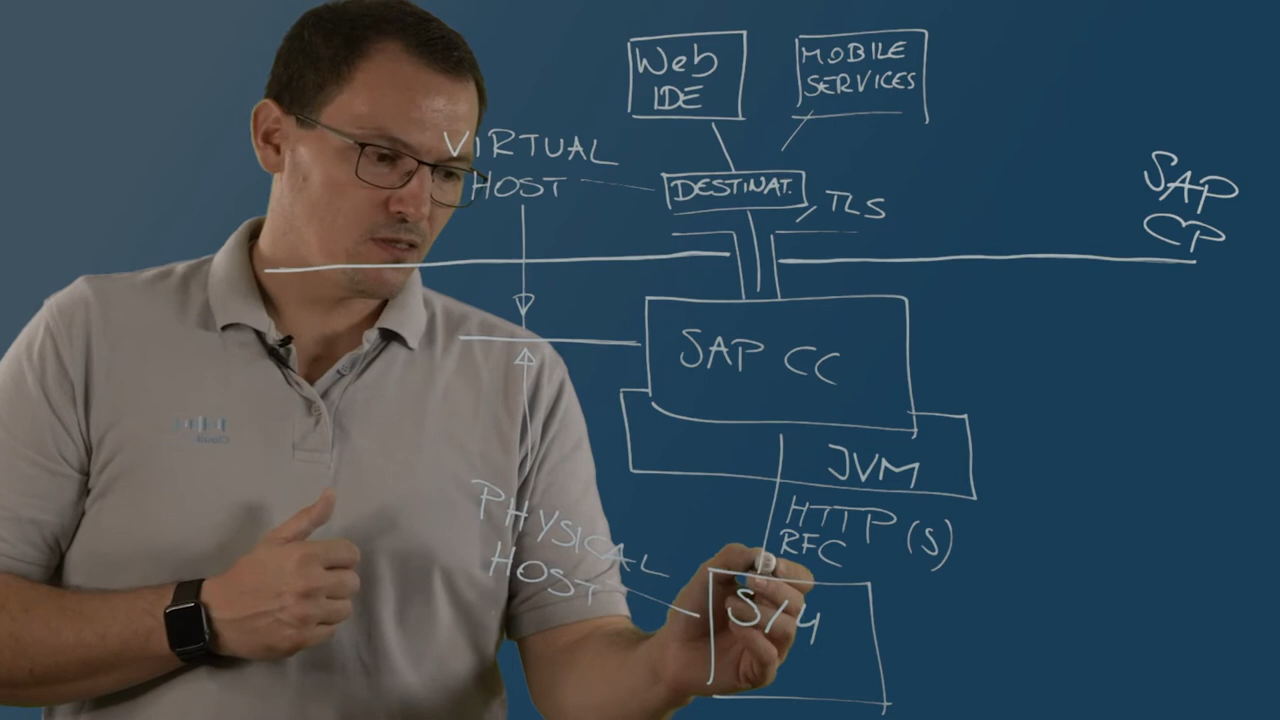 Web
IDE
MOBILE
SERVICES
VIRTUAL
HOST
DESTINAT.
TLS
SAP
CP
SAP CC
JVM
HTTP(S)
RFC
PHYSICAL
HOST
S/4